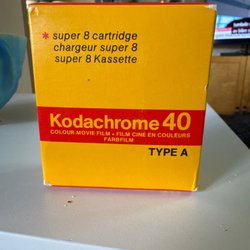 * super 8 cartridge
chargeur super 8
super 8 Kassette
Kodachrome 40
COLOUR MOVIE FILM • FILM CINÉ EN COULEURS
FARBFILM
TYPE A